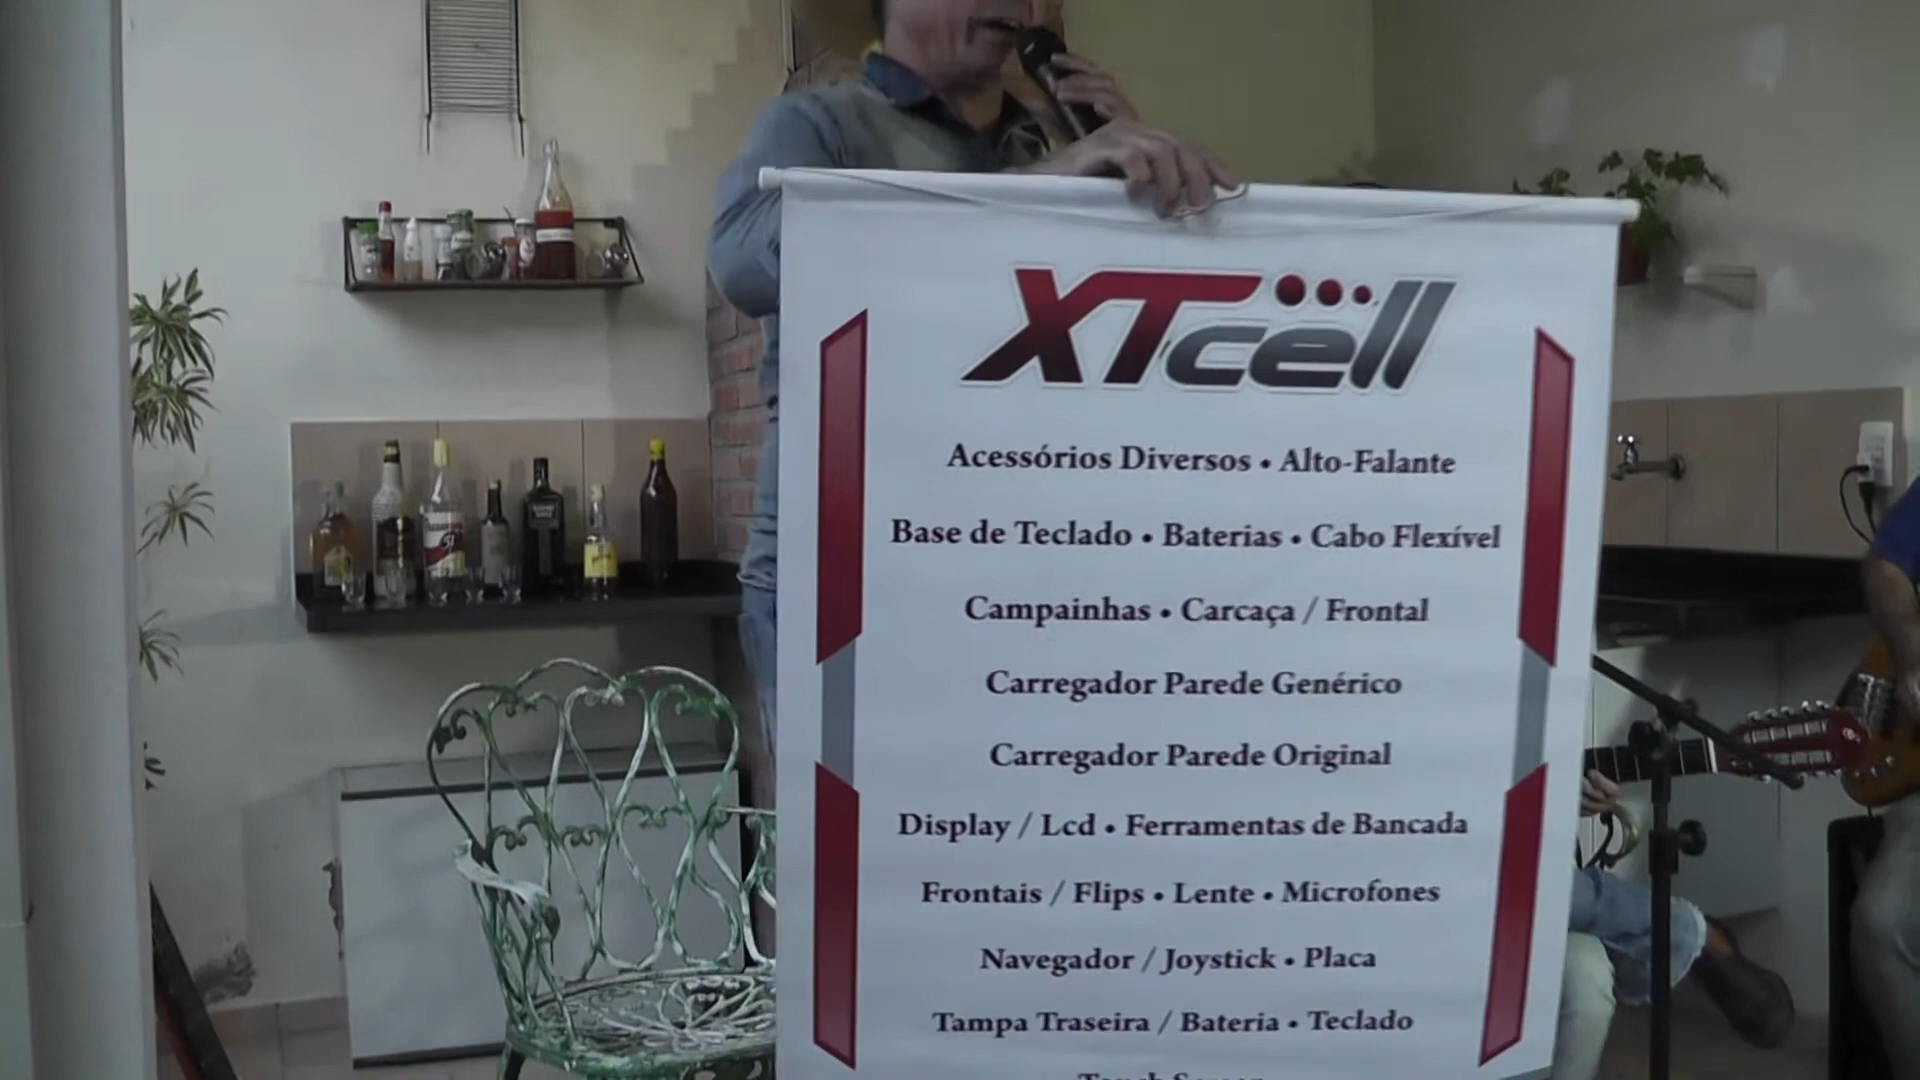 XTcell
Acessórios Diversos • Alto-Falante
Base de Teclado • Baterias • Cabo Flexível
Campainhas • Carcaça / Frontal
Carregador Parede Genérico
Carregador Parede Original
Display / Lcd • Ferramentas de Bancada
Frontais / Flips • Lente • Microfones
Navegador / Joystick • Placa
Tampa Traseira / Bateria • Teclado